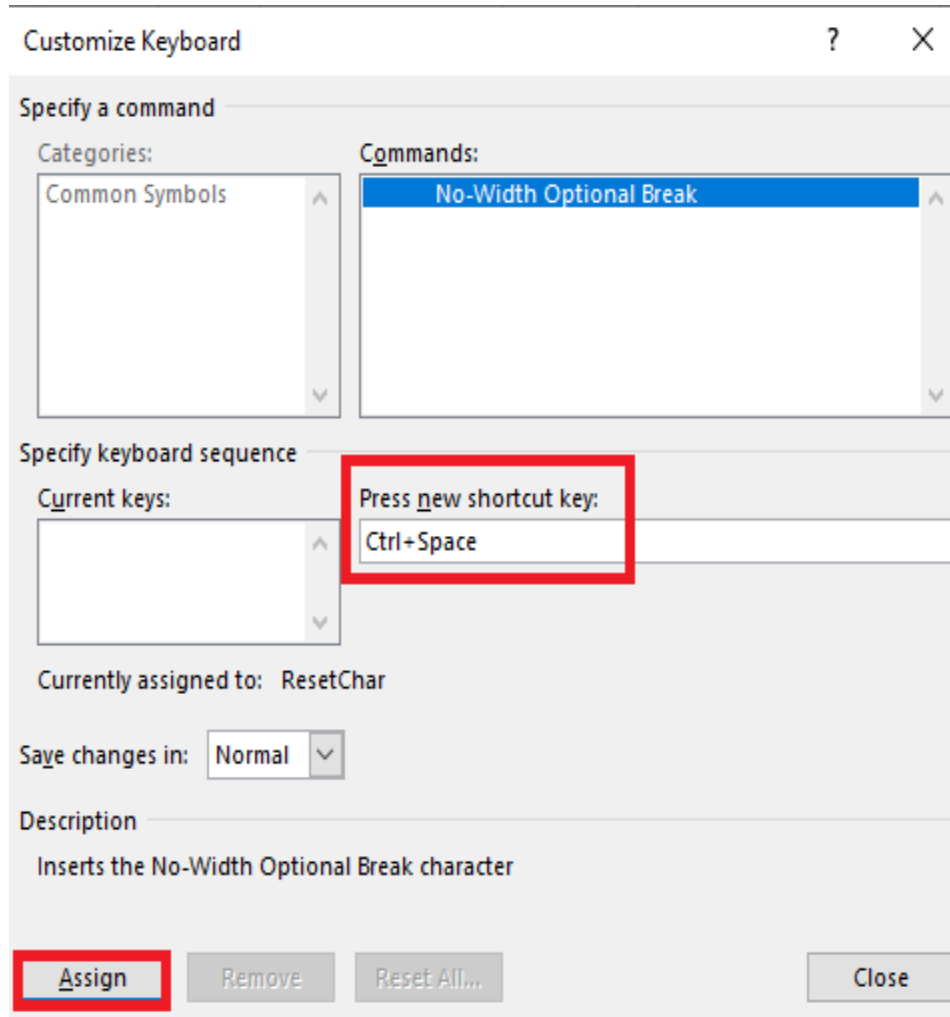 Customize Keyboard ? X
Specify a command
Categories: Commands:
Common Symbols No-Width Optional Break
Specify keyboard sequence
Current keys: Press new shortcut key:
Ctrl+Space
Currently assigned to: ResetChar
Save changes in: Normal
Description
Inserts the No-Width Optional Break character
Assign Remove Reset All... Close